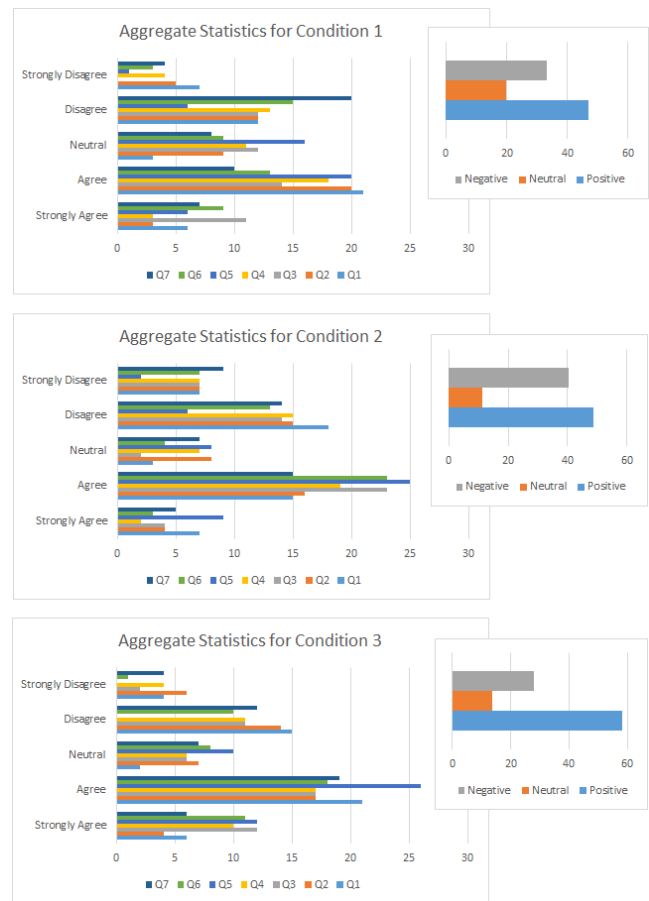 Aggregate Statistics for Condition 1
Strongly Disagree
Disagree
Neutral
Agree
Strongly Agree
0 5 10 15 20 25 30
Q7 Q6 Q5 Q4 Q3 Q2 Q1
0 20 40 60
Negative Neutral Positive
Aggregate Statistics for Condition 2
Strongly Disagree
Disagree
Neutral
Agree
Strongly Agree
0 5 10 15 20 25 30
Q7 Q6 Q5 Q4 Q3 Q2 Q1
0 20 40 60
Negative Neutral Positive
Aggregate Statistics for Condition 3
Strongly Disagree
Disagree
Neutral
Agree
Strongly Agree
0 5 10 15 20 25 30
Q7 Q6 Q5 Q4 Q3 Q2 Q1
0 20 40 60
Negative Neutral Positive